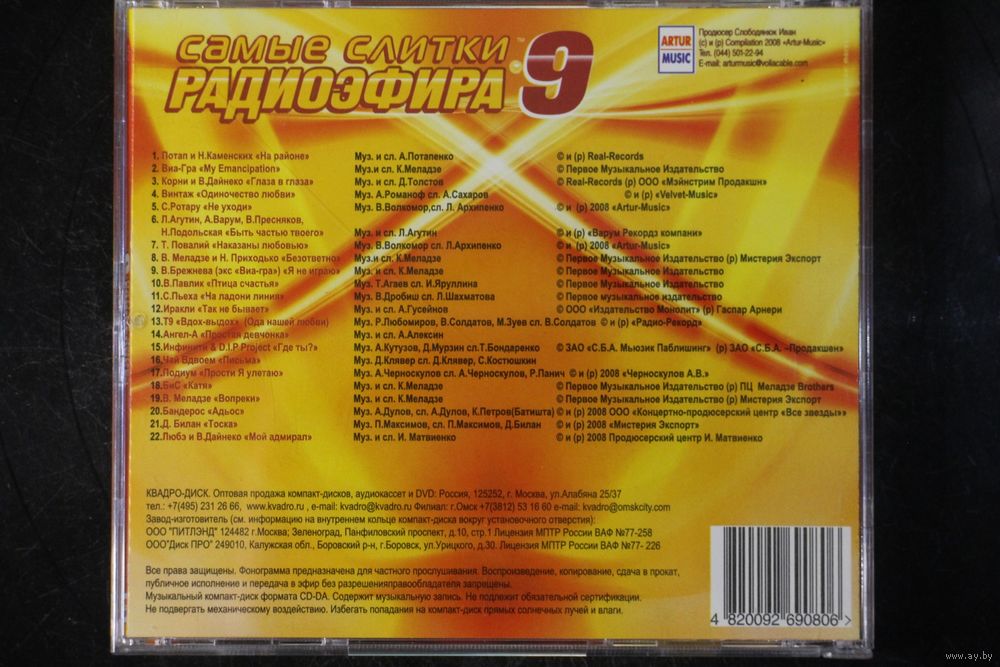 самые слитки™
РАДИОЭФИРА •9
ARTUR MUSIC
Продюсер Слободянюк Иван
(с) и (р) Compilation 2008 «Artur-Music»
Тел. (044) 501-22-94
E-mail: arturmusic@voliacable.com
1. Потап и Н.Каменских «На районе» Муз. и сл. А.Потапенко © и (р) Real-Records
2. Виа-Гра «My Emancipation» Муз.и сл. К.Меладзе © Первое Музыкальное Издательство
3. Корни и В.Дайнеко «Глаза в глаза» Муз. и сл. Д.Толстов © Real-Records (р) ООО «Мэйнстрим Продакшн»
4. Винтаж «Одиночество любви» Муз. А.Романоф сл. А.Сахаров © и (р) «Velvet-Music»
5. С.Ротару «Не уходи» Муз. В.Волкомор,сл. Л. Архипенко © и (р) 2008 «Artur-Music»
6. Л.Агутин, А.Варум, В.Пресняков,
Н.Подольская «Быть частью твоего» Муз. и сл. Л.Агутин © и (р) «Варум Рекордз компани»
7. Т. Повалий «Наказаны любовью» Муз. В.Волкомор сл. Л.Архипенко © и (р) 2008 «Artur-Music»
8. В. Меладзе и Н. Приходько «Безответно» Муз.и сл. К.Меладзе © Первое Музыкальное Издательство (р) Мистерия Экспорт
9. В.Брежнева (экс «Виа-гра») «Я не играю» Муз. и сл. К.Меладзе © Первое Музыкальное Издательство
10.В.Павлик «Птица счастья» Муз. Т.Агаев сл. И.Яруллина © Первое Музыкальное Издательство
11.С.Пьеха «На ладони линия» Муз. В.Дробиш сл. Л.Шахматова © Первое музыкальное издательство
12.Иракли «Так не бывает» Муз. и сл. А.Гусейнов © ООО «Издательство Монолит» (р) Гаспар Арнери
13.Т9 «Вдох-выдох» (Ода нашей любви) Муз. Р.Любомиров, В.Солдатов, М.Зуев сл. В.Солдатов © и (р) «Радио-Рекорд»
14.Ангел-А «Простая девчонка» Муз. и сл. А.Алексин
15.Инфинити & D.I.P.Project «Где ты?» Муз. А.Кутузов, Д.Мурзин сл.Т.Бондаренко © ЗАО «С.Б.А. Мьюзик Паблишинг» (р) ЗАО «С.Б.А. –Продакшен»
16.Чай Вдвоем «Письма» Муз. Д.Клявер сл. Д.Клявер, С.Костюшкин
17.Подиум «Прости Я улетаю» Муз. А.Черноскулов сл. А.Черноскулов, Р.Панич © и (р) 2008 «Черноскулов А.В.»
18.БиС «Катя» Муз. и сл. К.Меладзе © Первое Музыкальное Издательство (р) ПЦ Меладзе Brothers
19.В. Меладзе «Вопреки» Муз. и сл. К.Меладзе © Первое Музыкальное Издательство (р) Мистерия Экспорт
20.Бандерос «Адьос» Муз. А.Дулов, сл. А.Дулов, К.Петров(Батишта) © и (р) 2008 ООО «Концертно-продюсерский центр «Все звезды»»
21.Д. Билан «Тоска» Муз. П.Максимов, сл. П.Максимов, Д.Билан © и (р) 2008 «Мистерия Экспорт»
22.Любэ и В.Дайнеко «Мой адмирал» Муз. и сл. И. Матвиенко © и (р) 2008 Продюсерский центр И. Матвиенко
КВАДРО-ДИСК. Оптовая продажа компакт-дисков, аудиокассет и DVD: Россия, 125252, г. Москва, ул.Алабяна 25/37
тел.: +7(495) 231 26 66, www.kvadro.ru , e-mail: kvadro@kvadro.ru Филиал: г.Омск +7(3812) 53 16 60 e-mail: kvadro@omskcity.com
Завод-изготовитель (см. информацию на внутреннем кольце компакт-диска вокруг установочного отверстия):
ООО "ПИТЛЭНД" 124482 г.Москва; Зеленоград, Панфиловский проспект, д.10, стр.1 Лицензия МПТР России ВАФ №77-258
ООО"Диск ПРО" 249010, Калужская обл., Боровский р-н, г.Боровск, ул.Урицкого, д.30. Лицензия МПТР России ВАФ №77- 226
Все права защищены. Фонограмма предназначена для частного прослушивания. Воспроизведение, копирование, сдача в прокат,
публичное исполнение и передача в эфир без разрешенияправообладателя запрещены.
Музыкальный компакт-диск формата CD-DA. Содержит музыкальную запись. Не подлежит обязательной сертификации.
Не подвергать механическому воздействию. Избегать попадания на компакт-диск прямых солнечных лучей и влаги.
4 820092 690806 >
www.ay.by